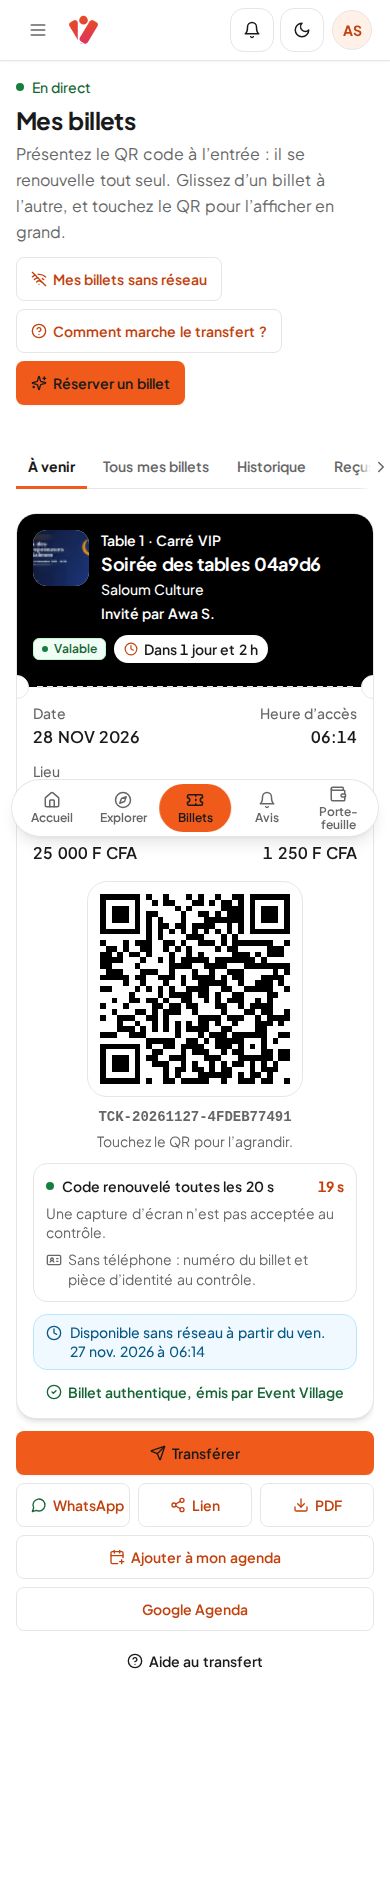 AS
En direct
Mes billets
Présentez le QR code à l’entrée : il se
renouvelle tout seul. Glissez d’un billet à
l’autre, et touchez le QR pour l’afficher en
grand.
Mes billets sans réseau
Comment marche le transfert ?
Réserver un billet
À venir
Tous mes billets
Historique
Reçus
Table 1 · Carré VIP
Soirée des tables 04a9d6
Saloum Culture
Invité par Awa S.
Valable
Dans 1 jour et 2 h
Date
Heure d’accès
28 NOV 2026
06:14
Lieu
Accueil
Explorer
Billets
Avis
Porte-
feuille
25 000 F CFA
1 250 F CFA
TCK-20261127-4FDEB77491
Touchez le QR pour l’agrandir.
Code renouvelé toutes les 20 s
19 s
Une capture d’écran n’est pas acceptée au
contrôle.
Sans téléphone : numéro du billet et
pièce d’identité au contrôle.
Disponible sans réseau à partir du ven.
27 nov. 2026 à 06:14
Billet authentique, émis par Event Village
Transférer
WhatsApp
Lien
PDF
Ajouter à mon agenda
Google Agenda
Aide au transfert